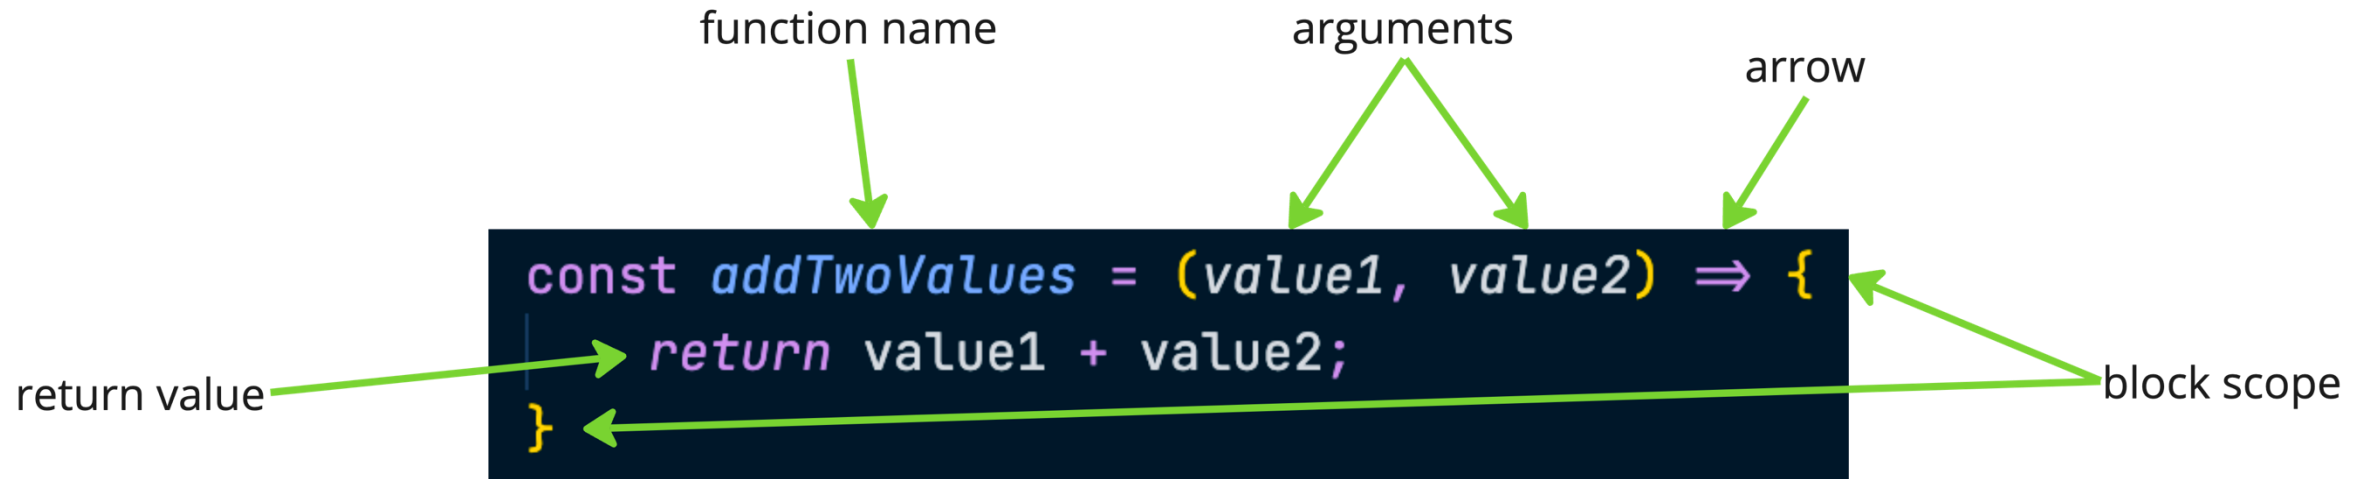 function name
arguments
arrow
const addTwoValues = (value1, value2) => {
return value1 + value2;
}
return value
block scope